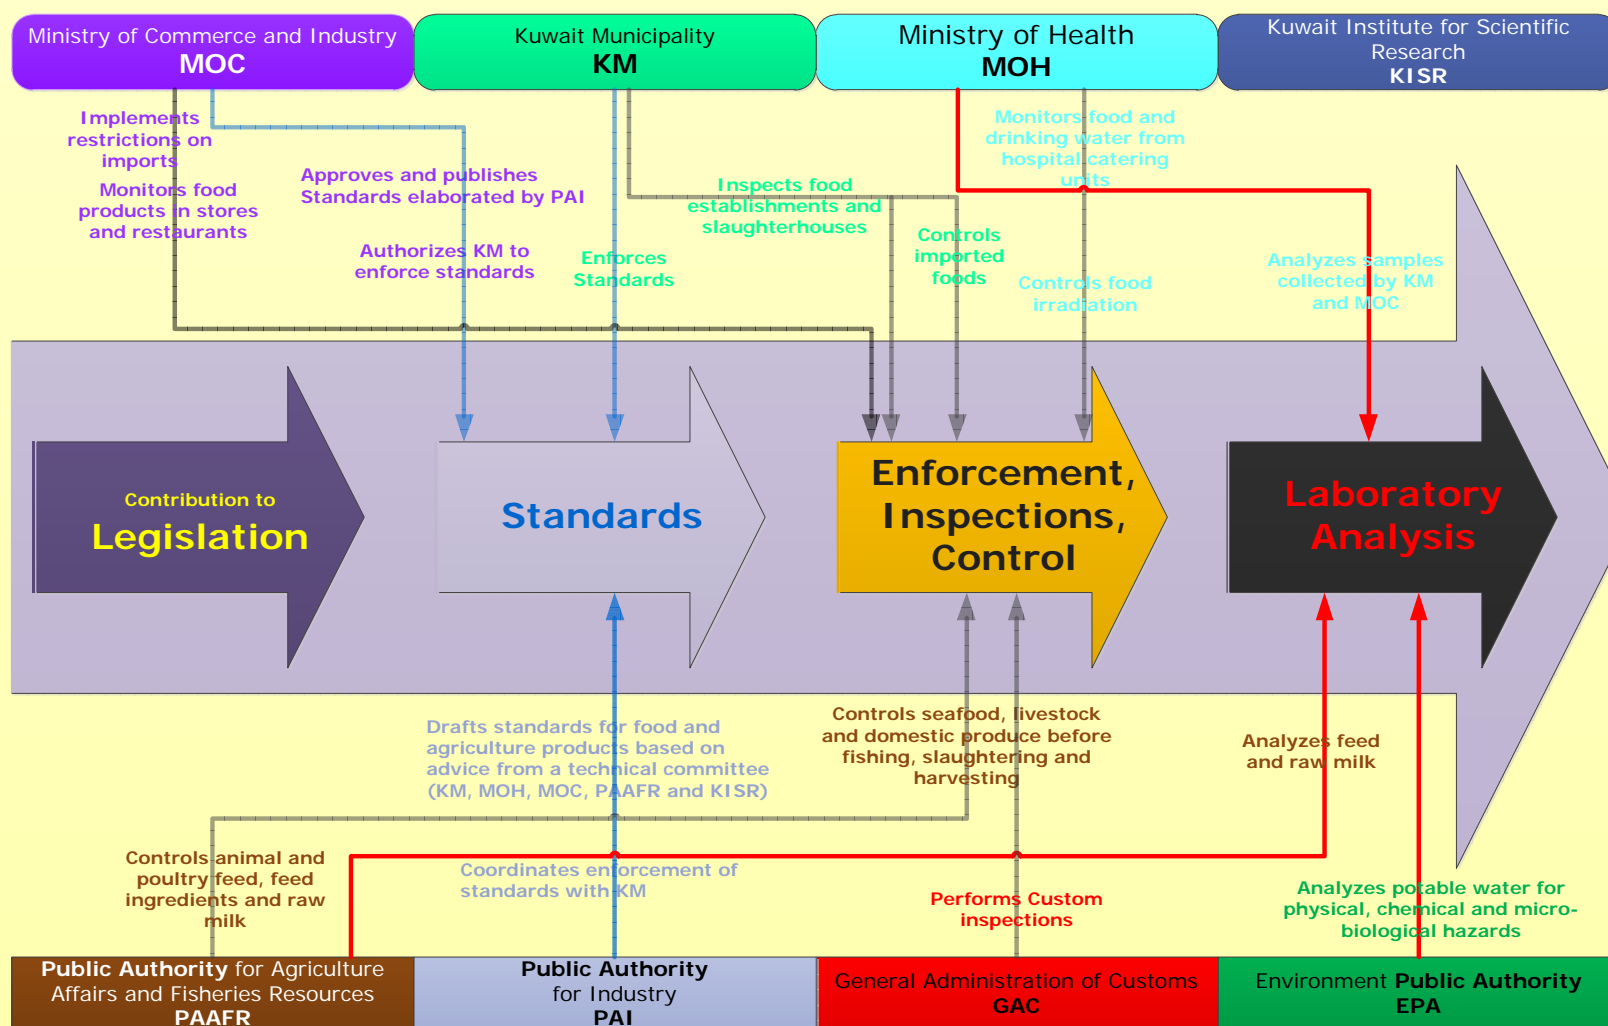 Ministry of Commerce and Industry
MOC
Kuwait Municipality
KM
Ministry of Health
MOH
Kuwait Institute for Scientific
Research
KISR
Implements
restrictions on
imports
Monitors food
products in stores
and restaurants
Approves and publishes
Standards elaborated by PAI
Authorizes KM to
enforce standards
Enforces
Standards
Inspects food
establishments and
slaughterhouses
Controls
imported
foods
Monitors food and
drinking water from
hospital catering
units
Controls food
irradiation
Analyzes samples
collected by KM
and MOC
Contribution to
Legislation
Standards
Enforcement,
Inspections,
Control
Laboratory
Analysis
Drafts standards for food and
agriculture products based on
advice from a technical committee
(KM, MOH, MOC, PAAFR and KISR)
Controls seafood, livestock
and domestic produce before
fishing, slaughtering and
harvesting
Analyzes feed
and raw milk
Controls animal and
poultry feed, feed
ingredients and raw
milk
Coordinates enforcement of
standards with KM
Performs Custom
inspections
Analyzes potable water for
physical, chemical and micro-
biological hazards
Public Authority for Agriculture
Affairs and Fisheries Resources
PAAFR
Public Authority
for Industry
PAI
General Administration of Customs
GAC
Environment Public Authority
EPA